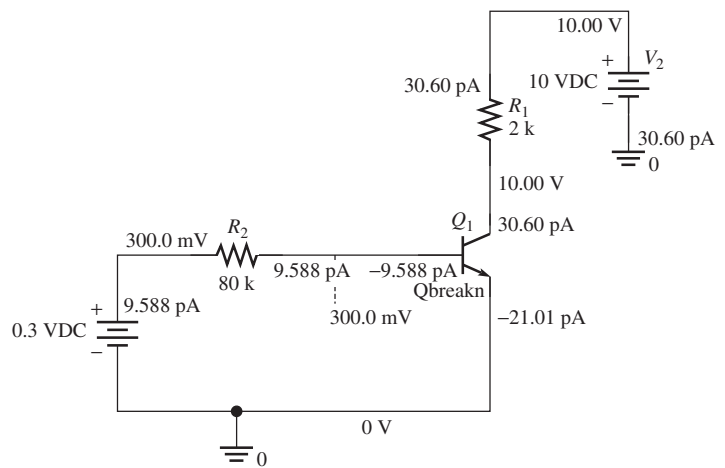 10.00 V
V2
+
10 VDC
−
30.60 pA
R1
2 k
30.60 pA
0
10.00 V
Q1
30.60 pA
R2
300.0 mV
9.588 pA
−9.588 pA
80 k
Qbreakn
+
9.588 pA
300.0 mV
−21.01 pA
0.3 VDC
−
0 V
0